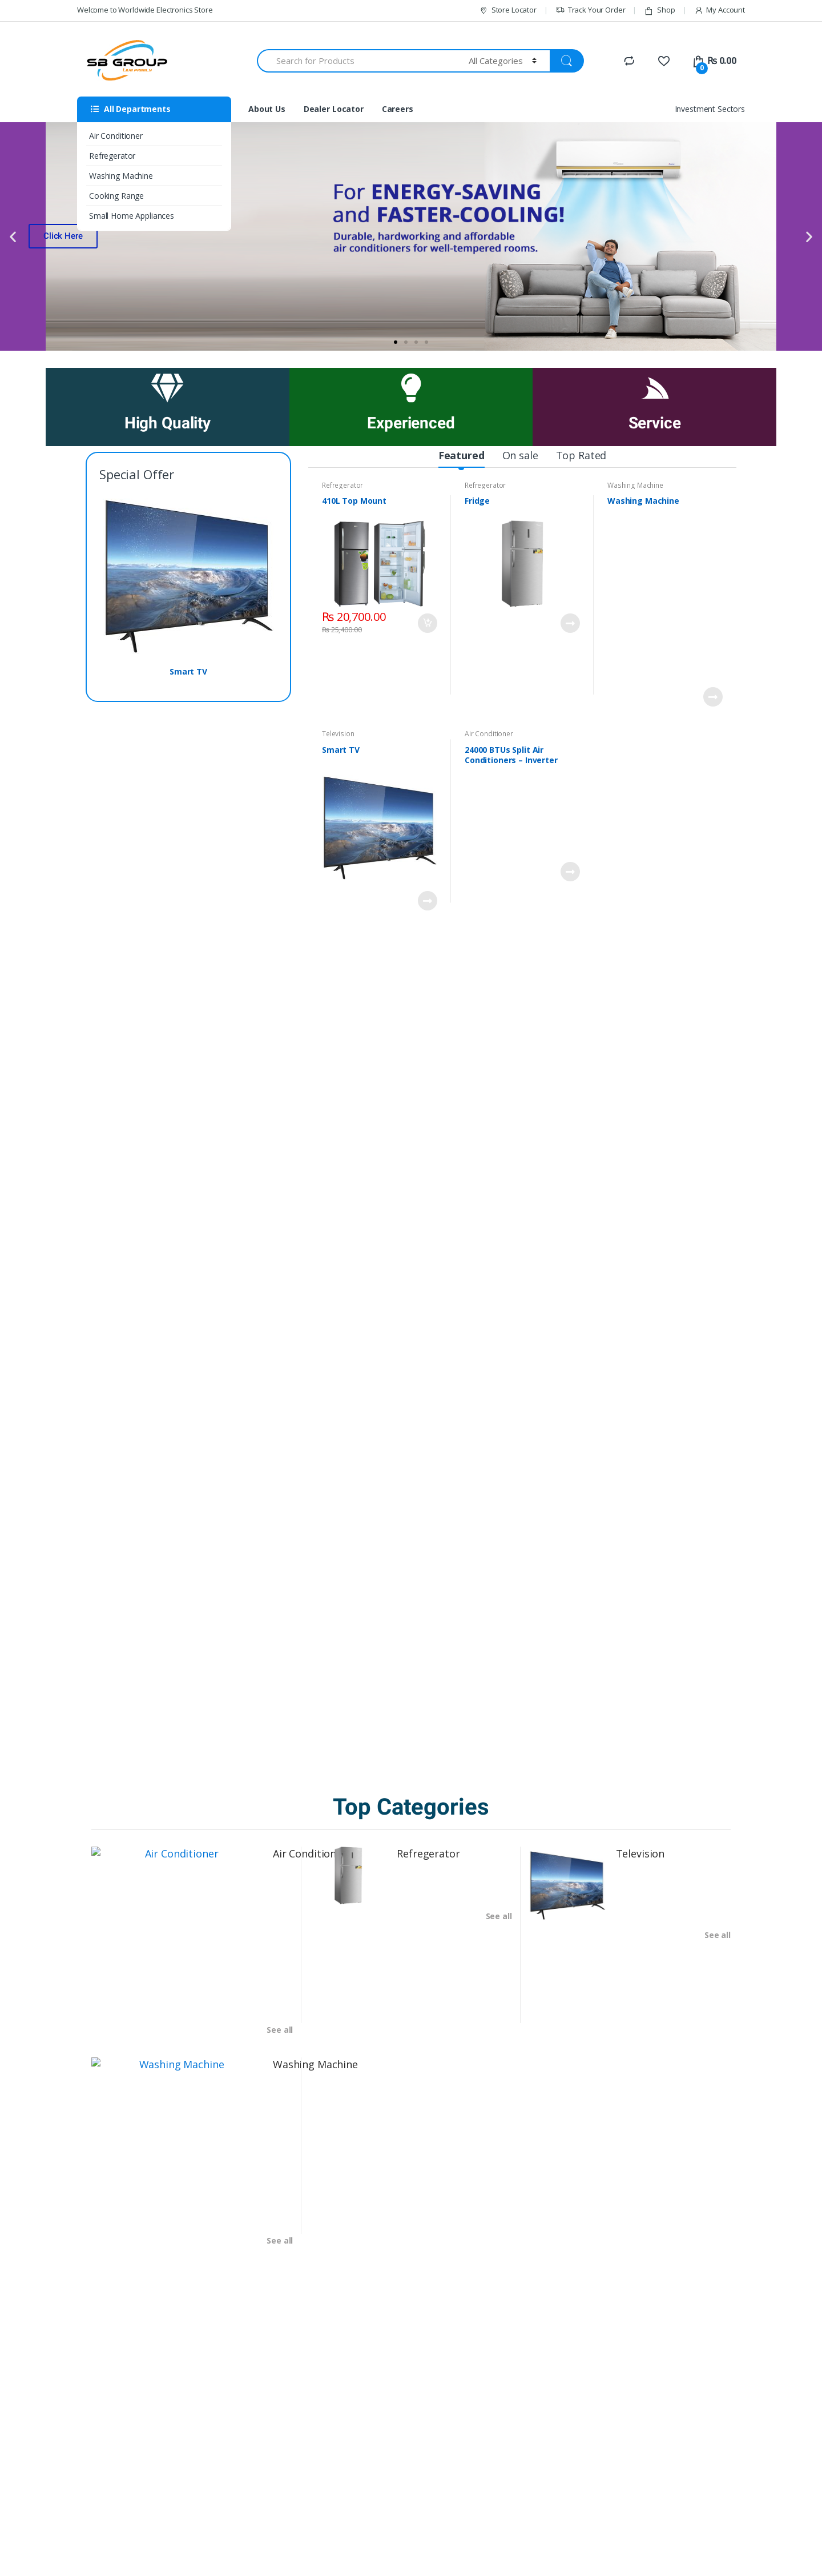 Welcome to Worldwide Electronics Store
Store Locator
Track Your Order
Shop
My Account
SB GROUP
Search for Products
All Categories
0
₨ 0.00
All Departments
About Us
Dealer Locator
Careers
Investment Sectors
Air Conditioner
Refregerator
Washing Machine
Cooking Range
Small Home Appliances
Click Here
For ENERGY-SAVING
and FASTER-COOLING!
Durable, hardworking and affordable
air conditioners for well-tempered rooms.
High Quality
Experienced
Service
Special Offer
Smart TV
Featured
On sale
Top Rated
Refregerator
410L Top Mount
₨ 20,700.00
₨ 25,400.00
Refregerator
Fridge
Washing Machine
Washing Machine
Television
Smart TV
Air Conditioner
24000 BTUs Split Air
Conditioners – Inverter
Top Categories
Air Conditioner
Air Condition
See all
Refregerator
See all
Television
See all
Washing Machine
Washing Machine
See all